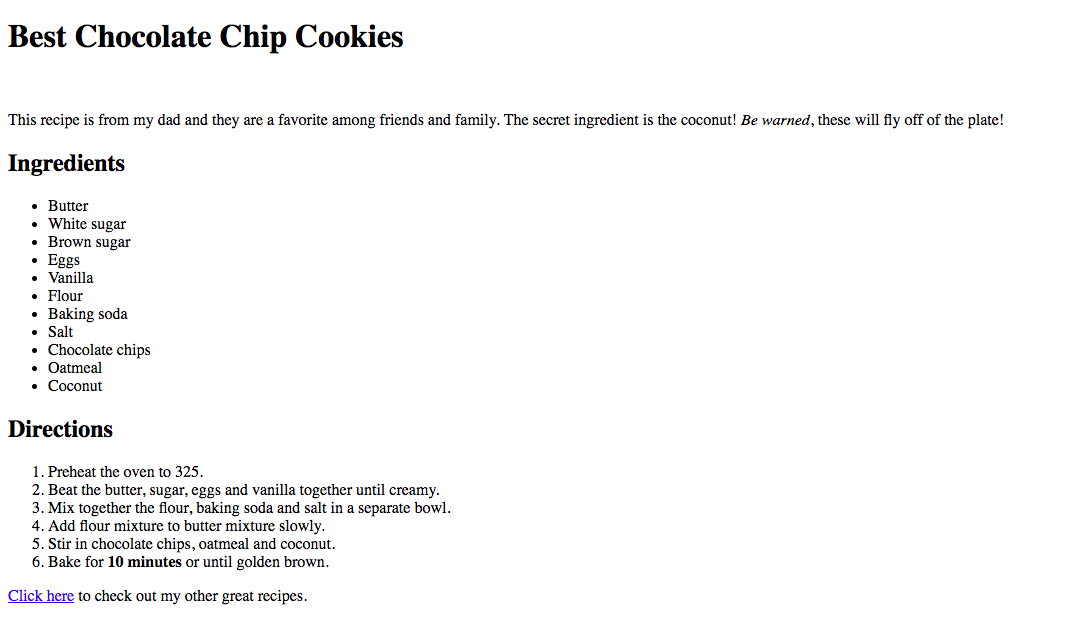 Best Chocolate Chip Cookies
This recipe is from my dad and they are a favorite among friends and family. The secret ingredient is the coconut! Be warned, these will fly off of the plate!
Ingredients
• Butter
• White sugar
• Brown sugar
• Eggs
• Vanilla
• Flour
• Baking soda
• Salt
• Chocolate chips
• Oatmeal
• Coconut
Directions
1. Preheat the oven to 325.
2. Beat the butter, sugar, eggs and vanilla together until creamy.
3. Mix together the flour, baking soda and salt in a separate bowl.
4. Add flour mixture to butter mixture slowly.
5. Stir in chocolate chips, oatmeal and coconut.
6. Bake for 10 minutes or until golden brown.
Click here to check out my other great recipes.